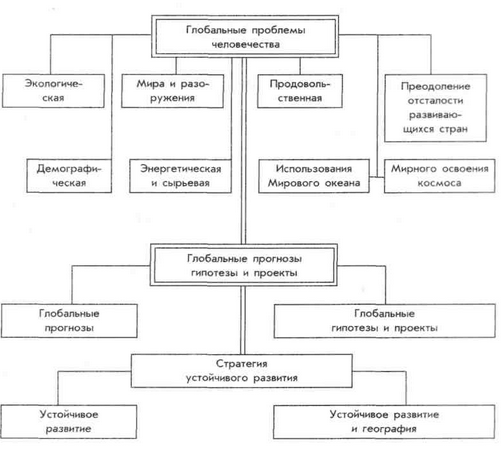 Глобальные проблемы
человечества
Экологиче-
ская
Мира и разо-
ружения
Продоволь-
ственная
Преодоление
отсталости
развиваю-
щихся стран
Демографи-
ческая
Энергетическая
и сырьевая
Использования
Мирового океана
Мирного освоения
космоса
Глобальные прогнозы
гипотезы и проекты
Глобальные
прогнозы
Глобальные
гипотезы и проекты
Стратегия
устойчивого развития
Устойчивое
развитие
Устойчивое развитие
и география